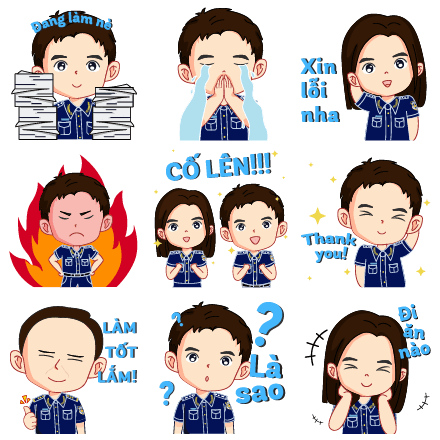 Đang làm nè
Xin
lỗi
nha
CỐ LÊN!!!
Thank
you!
LÀM
TỐT
LẮM!
?
?
?
Là
sao
Đi
ăn
nào